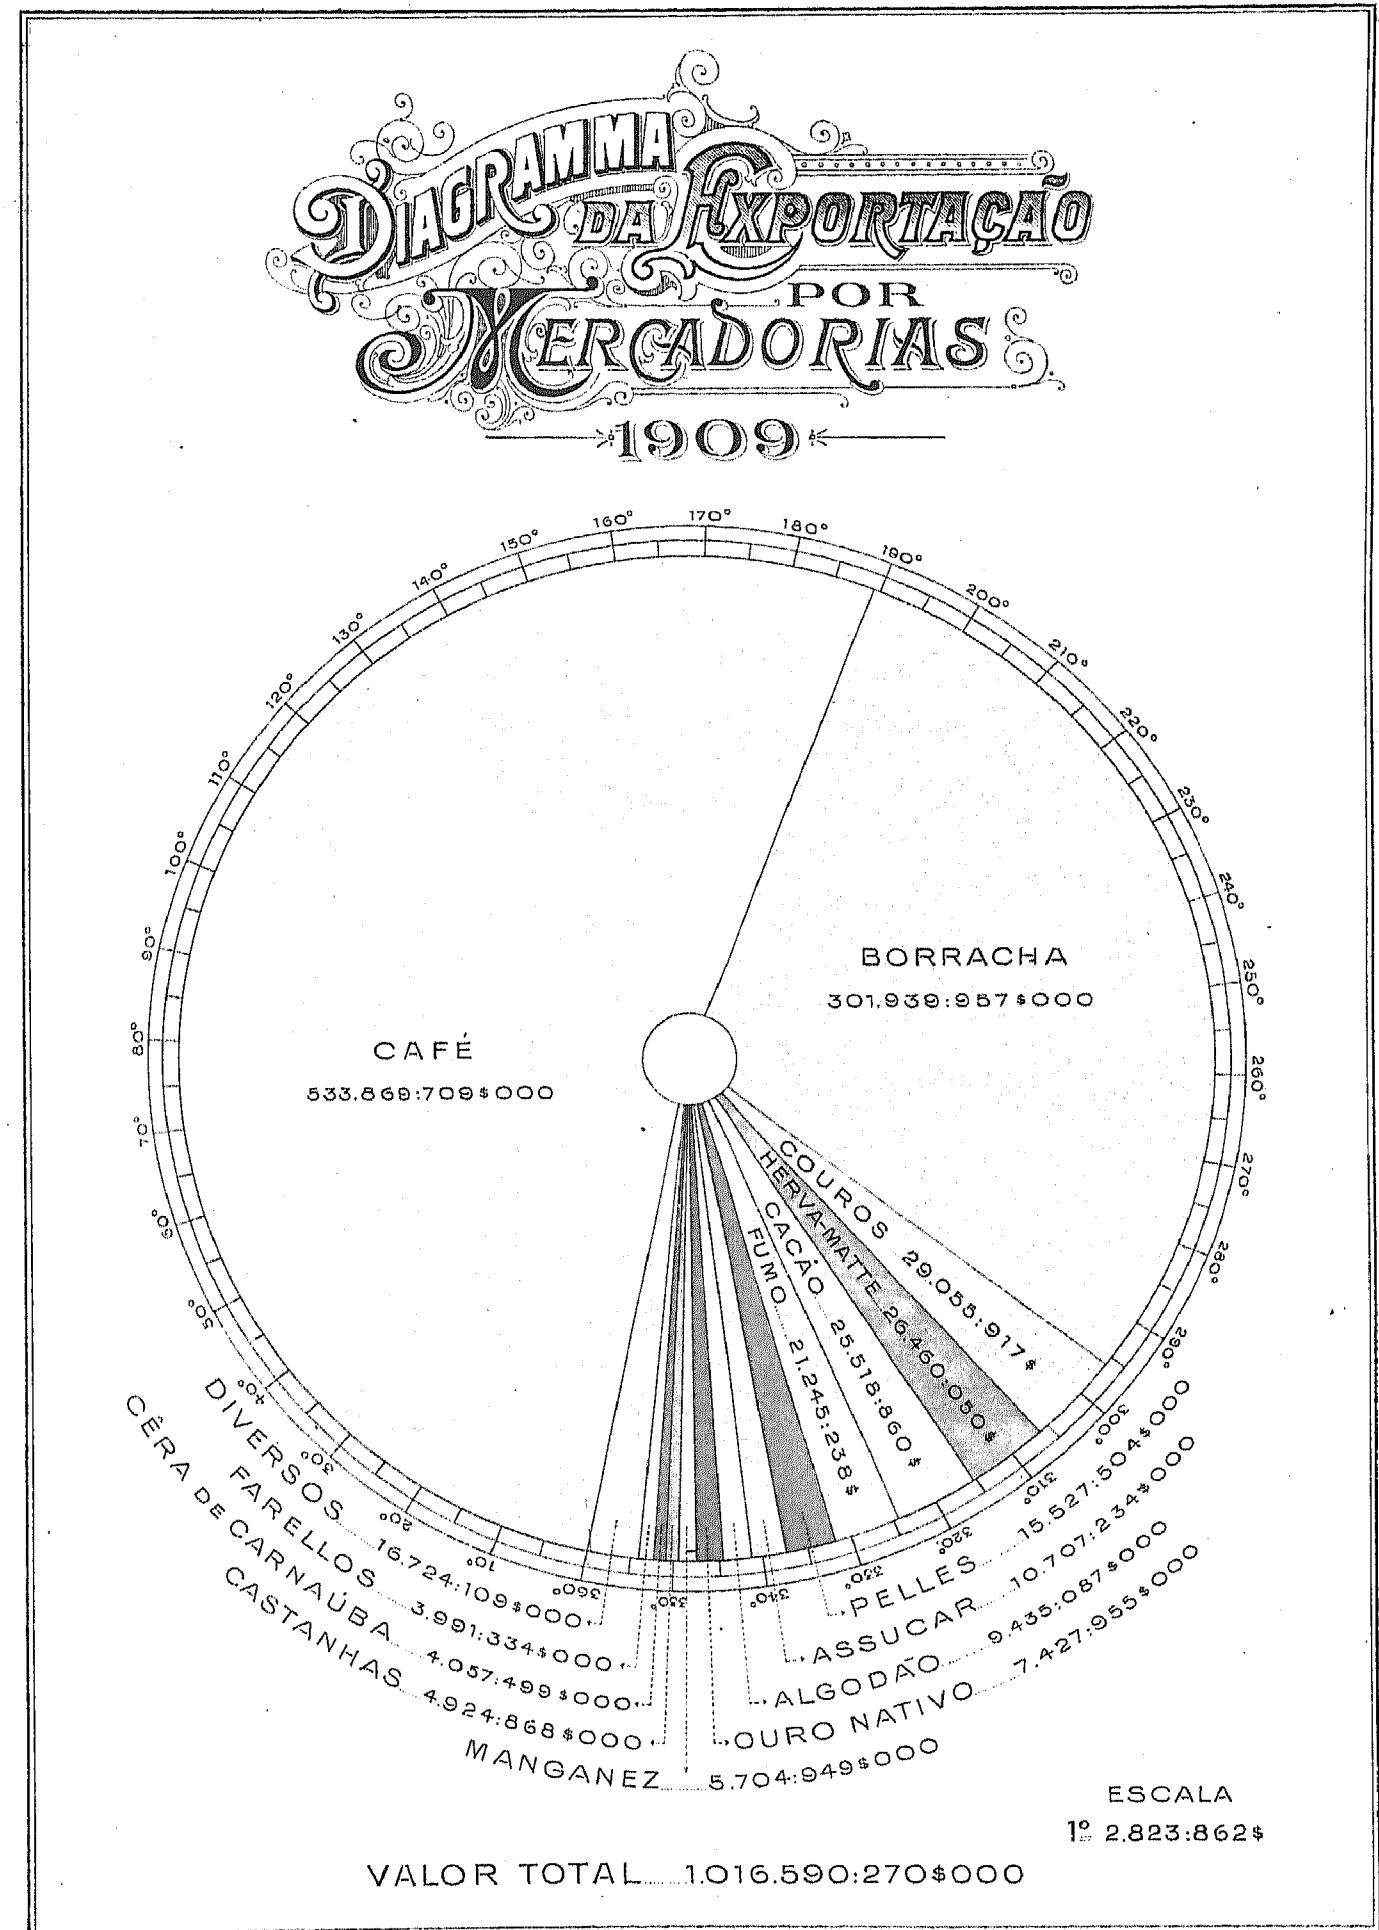 DIAGRAMMA
DA EXPORTAÇÃO
POR
MERCADORIAS
1909
10°
20°
30°
40°
50°
60°
70°
80°
90°
100°
110°
120°
130°
140°
150°
160°
170°
180°
190°
200°
210°
220°
230°
240°
250°
260°
270°
280°
290°
300°
310°
320°
330°
340°
350°
360°
CAFÉ
533.869:709$000
BORRACHA
301.939:957$000
COUROS 29.055:917$
HERVA-MATTE 26.460:050$
CACÁO 25.518:860$
FUMO 21.245:238$
PELLES 15.527:504$000
ASSUCAR 10.707:234$000
ALGODÃO 9.435:087$000
OURO NATIVO 7.427:955$000
MANGANEZ 5.704:949$000
CASTANHAS 4.924:868$000
CÊRA DE CARNAÚBA 4.057:499$000
FARELLOS 3.991:334$000
DIVERSOS 16.724:109$000
ESCALA
1º 2.823:862$
VALOR TOTAL 1.016.590:270$000